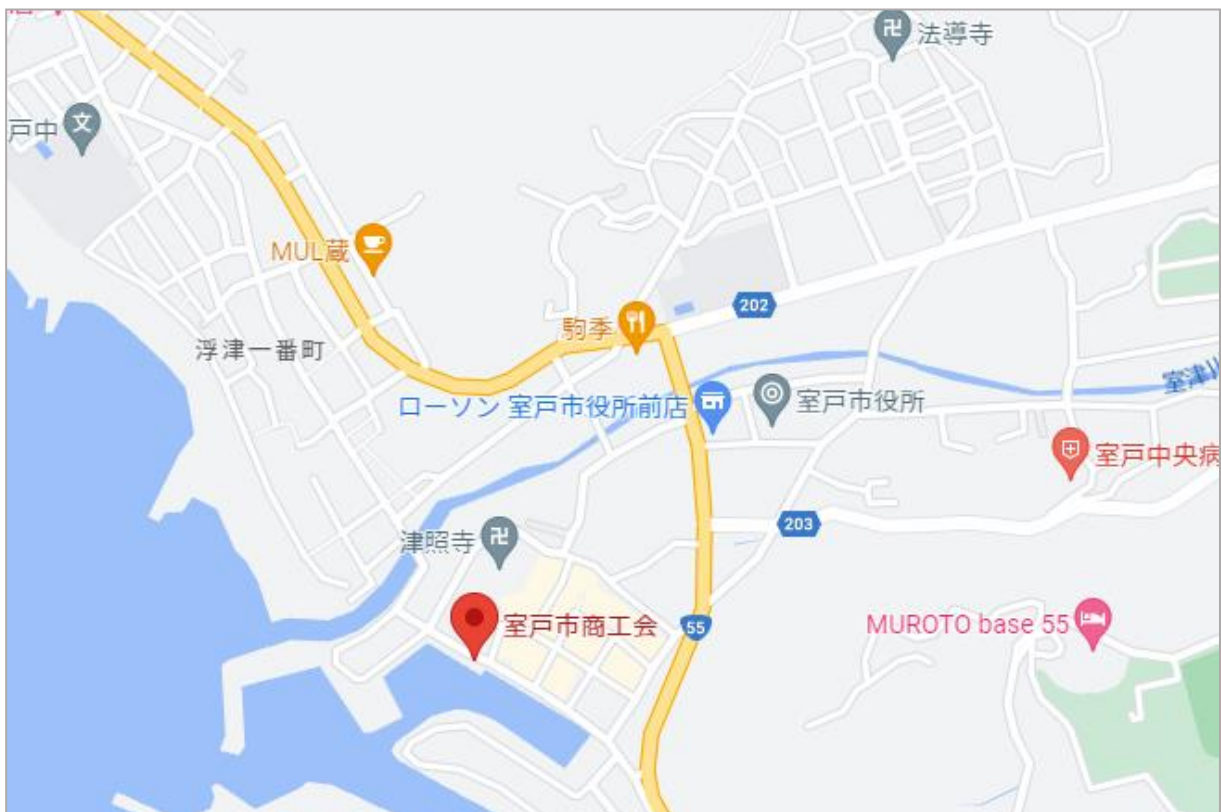 法導寺
文
戸中
MUL蔵
202
駒季
浮津一番町
室津川
ローソン 室戸市役所前店
室戸市役所
室戸中央病
203
津照寺
室戸市商工会
55
MUROTO base 55